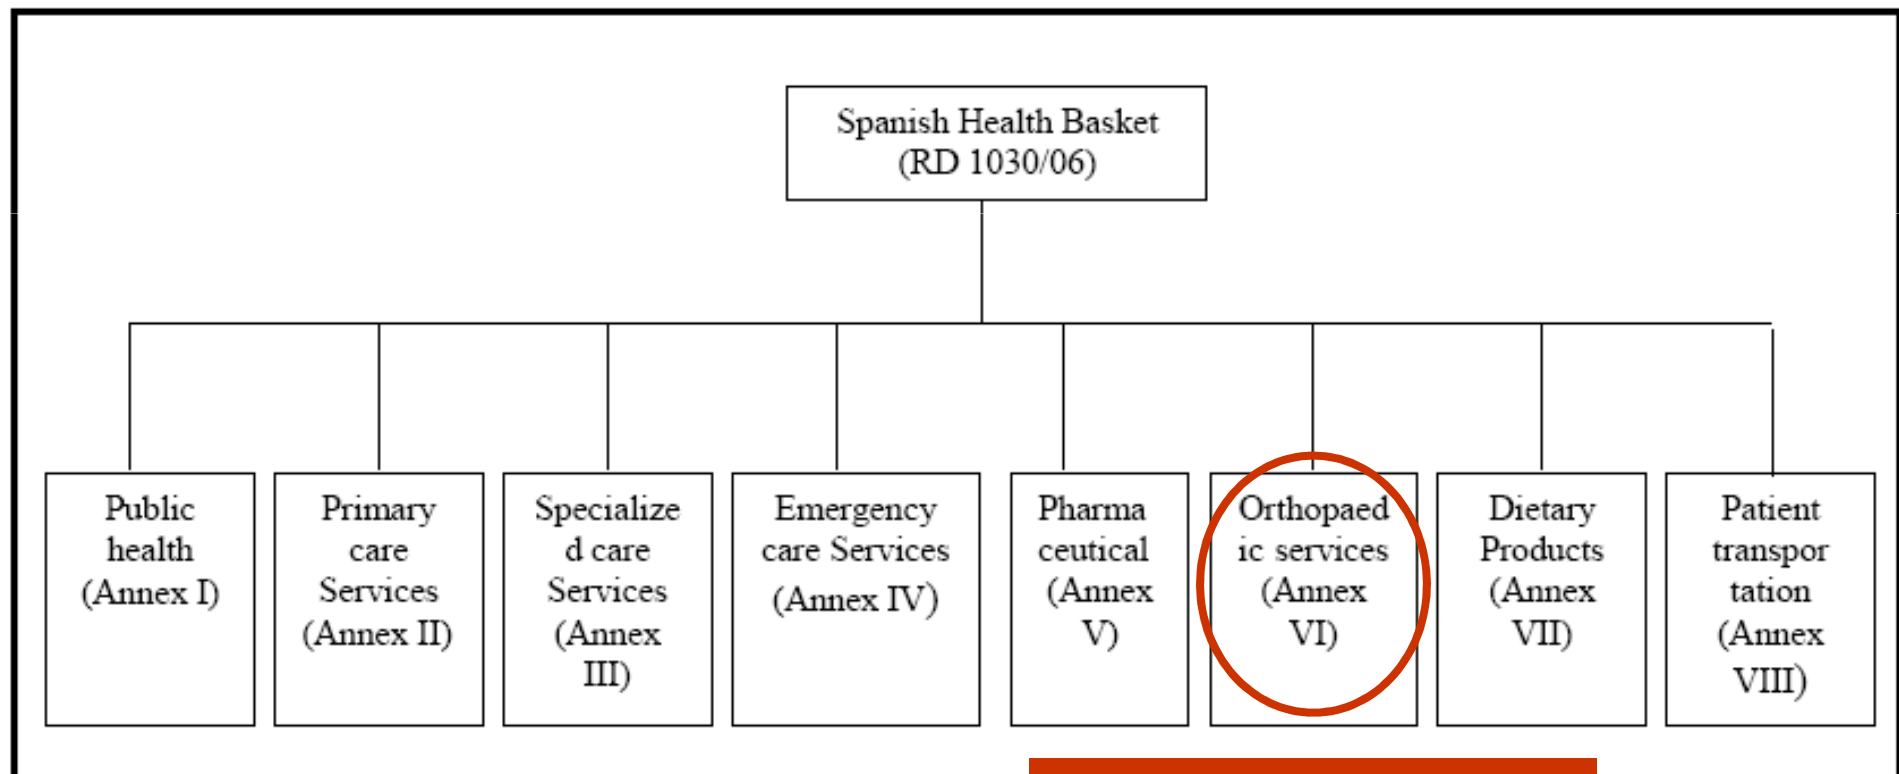 Spanish Health Basket
(RD 1030/06)
Public
health
(Annex I)
Primary
care
Services
(Annex II)
Specialize
d care
Services
(Annex
III)
Emergency
care Services
(Annex IV)
Pharma
ceutical
(Annex
V)
Orthopaed
ic services
(Annex
VI)
Dietary
Products
(Annex
VII)
Patient
transpor
tation
(Annex
VIII)